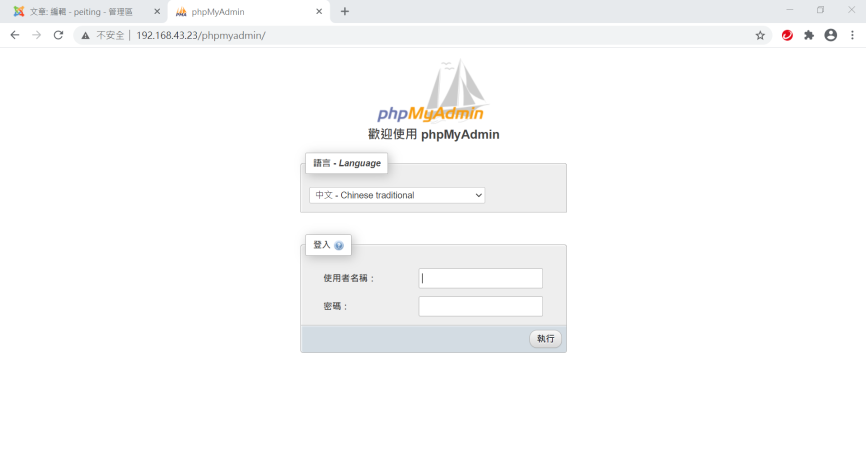 文章: 編輯 - peiting - 管理區
phpMyAdmin
不安全 | 192.168.43.23/phpmyadmin/
phpMyAdmin
歡迎使用 phpMyAdmin
語言 - Language
中文 - Chinese traditional
登入
使用者名稱：
密碼：
執行